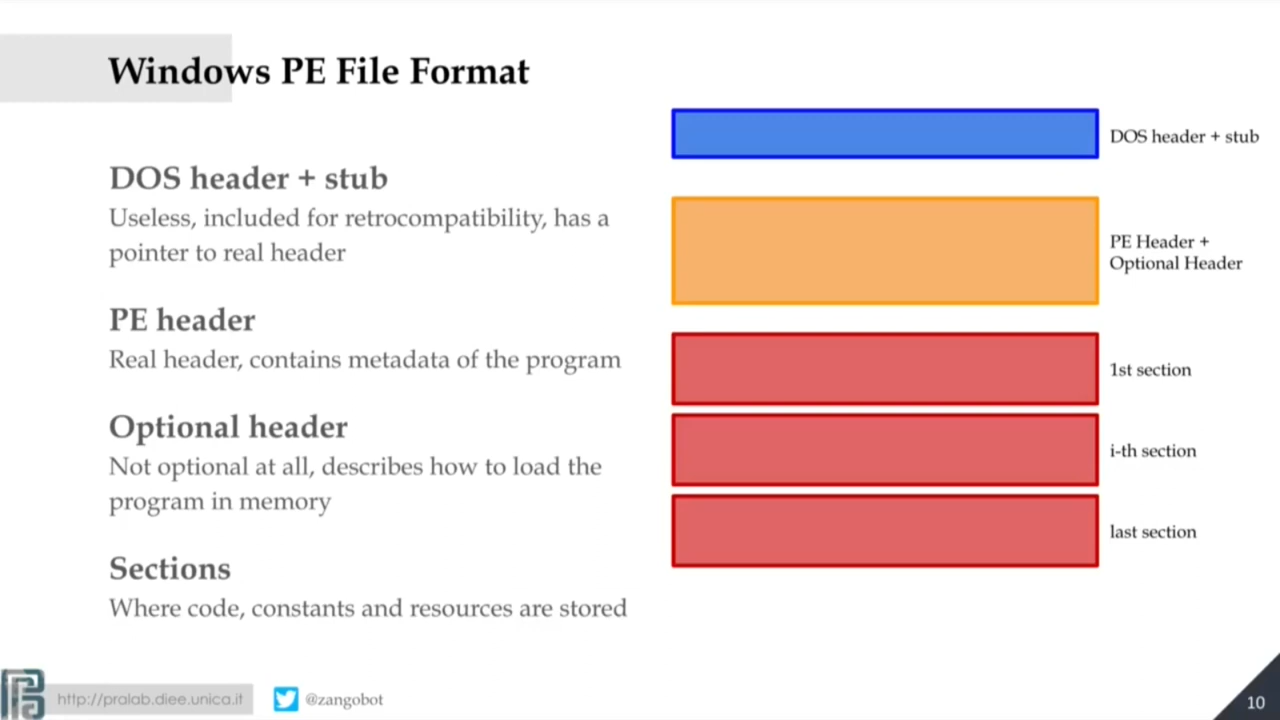 Windows PE File Format
DOS header + stub
Useless, included for retrocompatibility, has a
pointer to real header
PE header
Real header, contains metadata of the program
Optional header
Not optional at all, describes how to load the
program in memory
Sections
Where code, constants and resources are stored
DOS header + stub
PE Header +
Optional Header
1st section
i-th section
last section
http://pralab.diee.unica.it
@zangobot
10